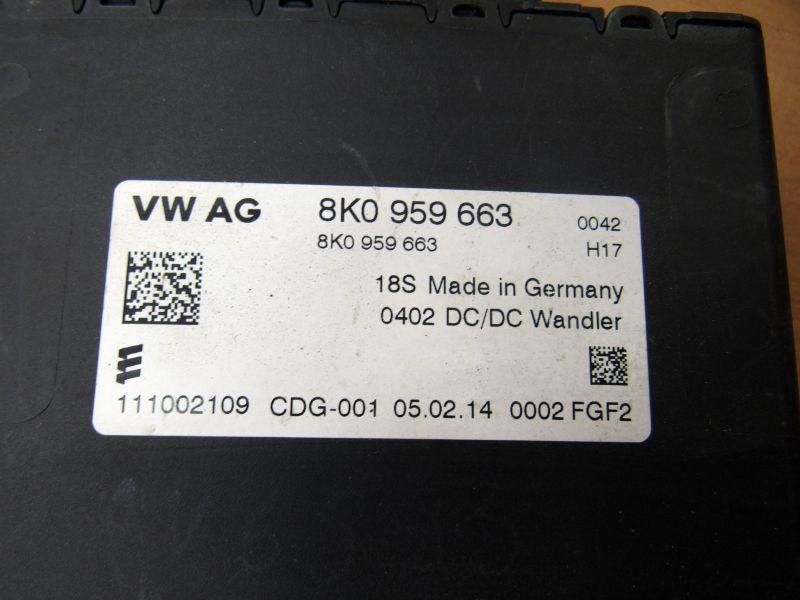 VW AG 8K0 959 663 0042
8K0 959 663 H17
18S Made in Germany
0402 DC/DC Wandler
111002109 CDG-001 05.02.14 0002 FGF2